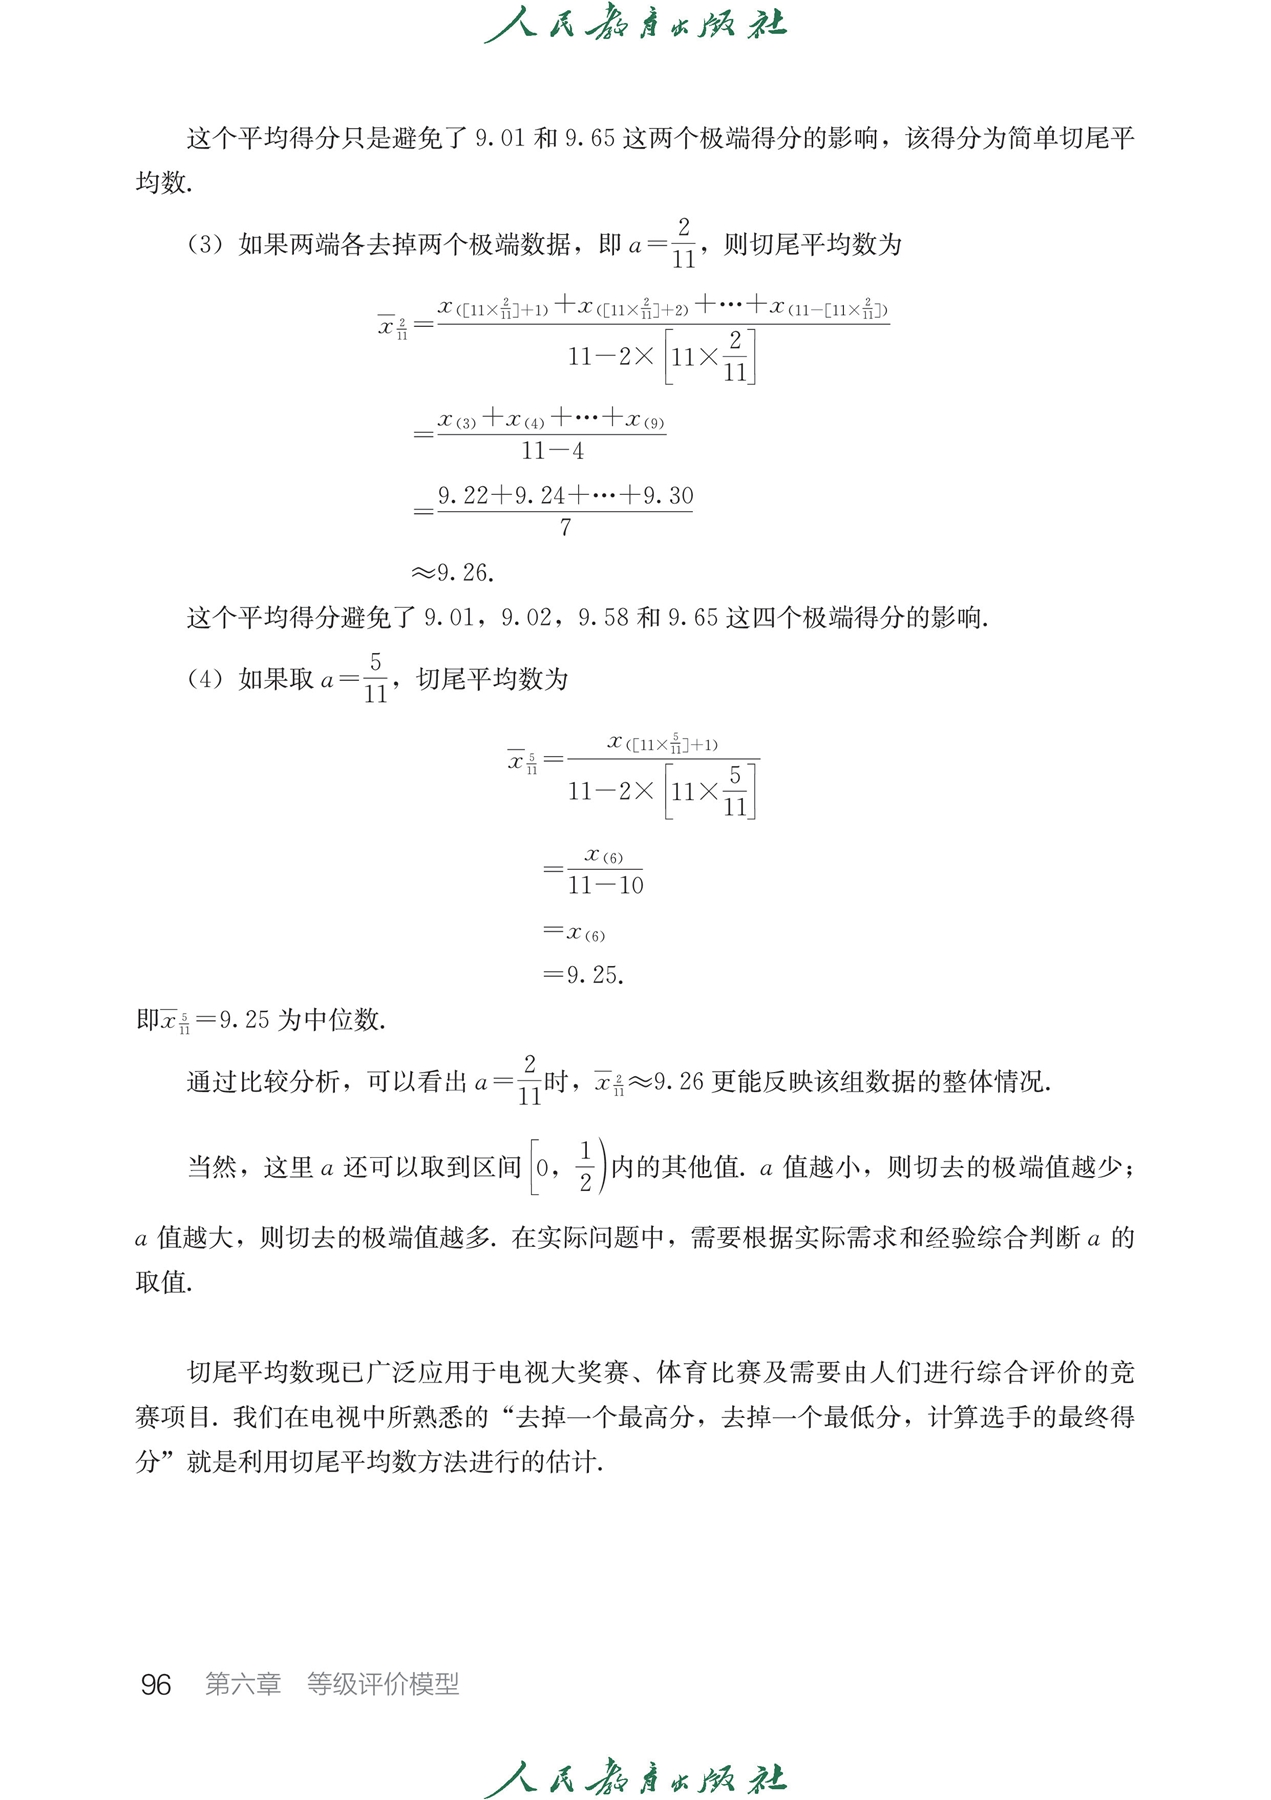 人民教育出版社
这个平均得分只是避免了 9.01 和 9.65 这两个极端得分的影响，该得分为简单切尾平
均数.
（3）如果两端各去掉两个极端数据，即 $a=\frac{2}{11}$，则切尾平均数为
$\overline{x}_{\frac{2}{11}}=\frac{x_{([11\times\frac{2}{11}]+1)}+x_{([11\times\frac{2}{11}]+2)}+\cdots+x_{(11-[11\times\frac{2}{11}])}}{11-2\times\left[11\times\frac{2}{11}\right]}$
$=\frac{x_{(3)}+x_{(4)}+\cdots+x_{(9)}}{11-4}$
$=\frac{9.22+9.24+\cdots+9.30}{7}$
≈9.26.
这个平均得分避免了 9.01，9.02，9.58 和 9.65 这四个极端得分的影响.
（4）如果取 $a=\frac{5}{11}$，切尾平均数为
$\overline{x}_{\frac{5}{11}}=\frac{x_{([11\times\frac{5}{11}]+1)}}{11-2\times\left[11\times\frac{5}{11}\right]}$
$=\frac{x_{(6)}}{11-10}$
$=x_{(6)}$
=9.25.
即 $\overline{x}_{\frac{5}{11}}=9.25$ 为中位数.
通过比较分析，可以看出 $a=\frac{2}{11}$ 时，$\overline{x}_{\frac{2}{11}}≈9.26$ 更能反映该组数据的整体情况.
当然，这里 a 还可以取到区间 $\left[0，\frac{1}{2}\right)$ 内的其他值. a 值越小，则切去的极端值越少；
a 值越大，则切去的极端值越多. 在实际问题中，需要根据实际需求和经验综合判断 a 的
取值.
切尾平均数现已广泛应用于电视大奖赛、体育比赛及需要由人们进行综合评价的竞
赛项目. 我们在电视中所熟悉的“去掉一个最高分，去掉一个最低分，计算选手的最终得
分”就是利用切尾平均数方法进行的估计.
96 第六章 等级评价模型
人民教育出版社